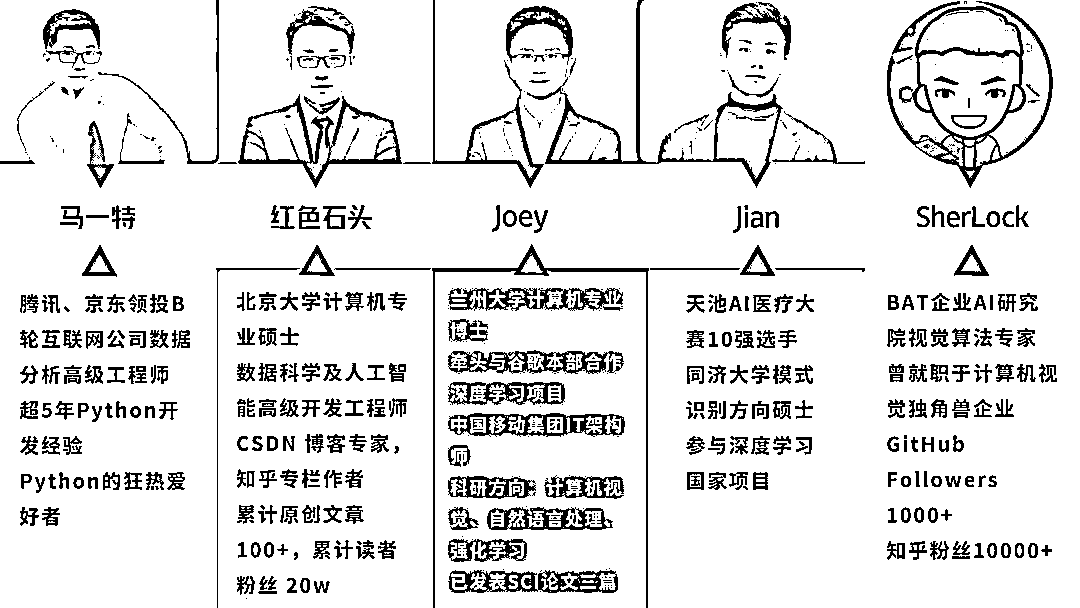 马一特
红色石头
Joey
Jian
SherLock
腾讯、京东领投B
轮互联网公司数据
分析高级工程师
超5年Python开
发经验
Python的狂热爱
好者
北京大学计算机专
业硕士
数据科学及人工智
能高级开发工程师
CSDN 博客专家，
知乎专栏作者
累计原创文章
100+，累计读者
粉丝 20w
兰州大学计算机专业
博士
牵头与谷歌本部合作
深度学习项目
中国移动集团IT架构
师
科研方向：计算机视
觉、自然语言处理、
强化学习
已发表SCI论文三篇
天池AI医疗大
赛10强选手
同济大学模式
识别方向硕士
参与深度学习
国家项目
BAT企业AI研究
院视觉算法专家
曾就职于计算机视
觉独角兽企业
GitHub
Followers
1000+
知乎粉丝10000+